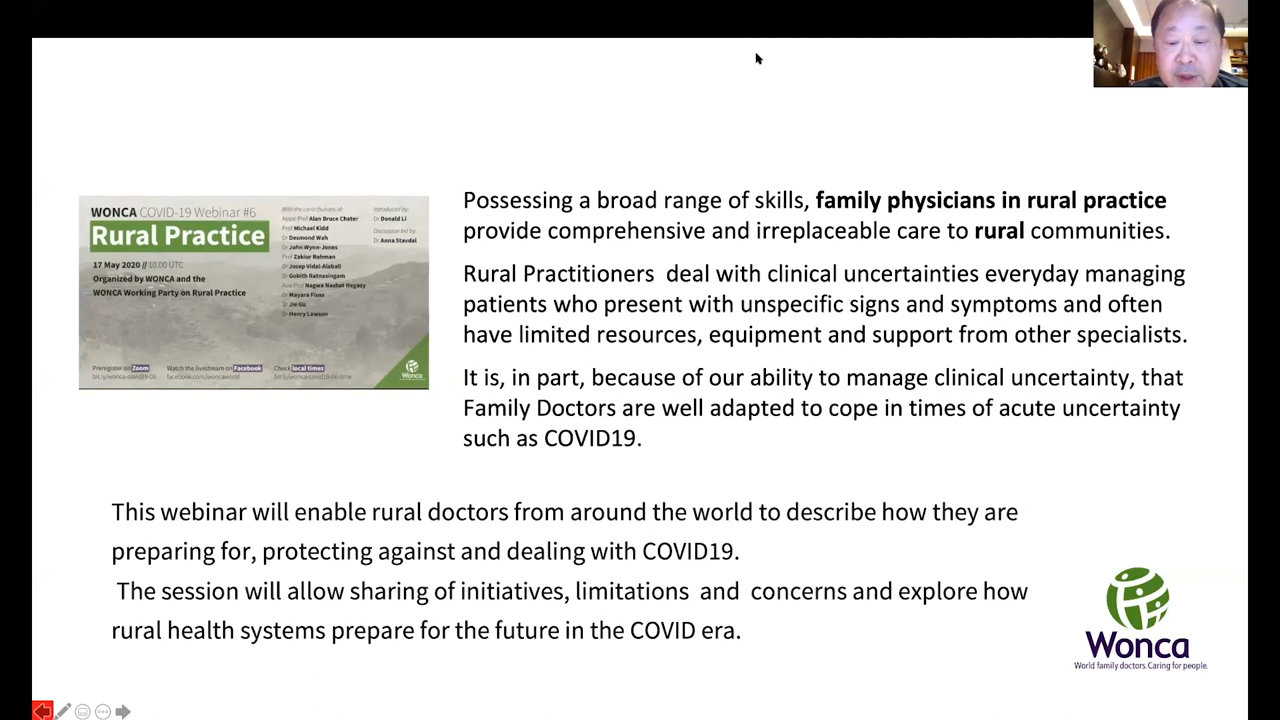 WONCA COVID-19 Webinar #6
Rural Practice
17 May 2020 // 10.00 UTC
Organized by WONCA and the
WONCA Working Party on Rural Practice
With the contributions of
Assoc Prof Alan Bruce Chater
Prof Michael Kidd
Dr Desmond Wah
Dr John Wynn-Jones
Prof Zakiur Rahman
Dr Josep Vidal-Alaball
Dr Gobith Ratnasingam
Asst Prof Nagwa Nashat Hegazy
Dr Mayara Floss
Dr Jie Gu
Dr Henry Lawson
Introduced by
Dr Donald Li
Discussion led by
Dr Anna Stavdal
Preregister on Zoom
bit.ly/wonca-covid19-06
Watch the livestream on Facebook
facebook.com/woncaworld
Check local times
bit.ly/wonca-covid19-06-time
Possessing a broad range of skills, family physicians in rural practice
provide comprehensive and irreplaceable care to rural communities.
Rural Practitioners deal with clinical uncertainties everyday managing
patients who present with unspecific signs and symptoms and often
have limited resources, equipment and support from other specialists.
It is, in part, because of our ability to manage clinical uncertainty, that
Family Doctors are well adapted to cope in times of acute uncertainty
such as COVID19.
This webinar will enable rural doctors from around the world to describe how they are
preparing for, protecting against and dealing with COVID19.
The session will allow sharing of initiatives, limitations and concerns and explore how
rural health systems prepare for the future in the COVID era.
Wonca
World family doctors. Caring for people.